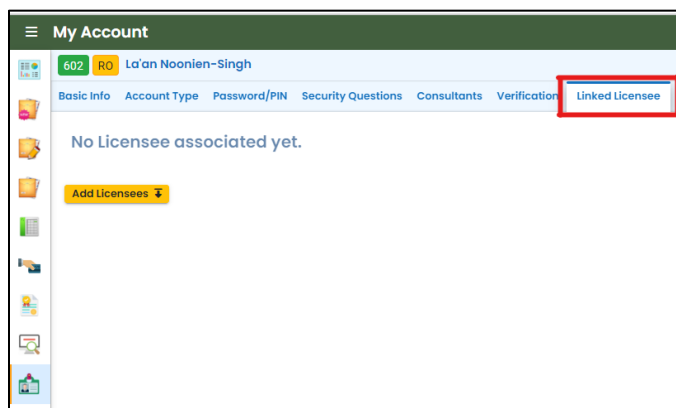 My Account
602 RO La'an Noonien-Singh
Basic Info Account Type Password/PIN Security Questions Consultants Verification Linked Licensee
No Licensee associated yet.
Add Licensees